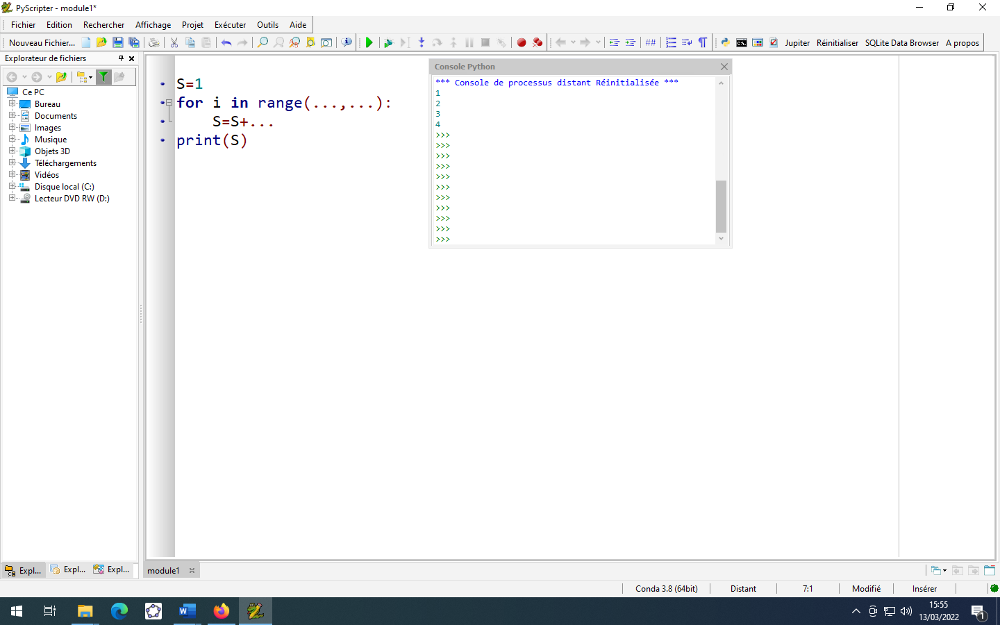 PyScripter - module1*
Fichier Edition Rechercher Affichage Projet Exécuter Outils Aide
Nouveau Fichier... ## Jupiter Réinitialiser SQLite Data Browser A propos
Explorateur de fichiers
Ce PC
Bureau
Documents
Images
Musique
Objets 3D
Téléchargements
Vidéos
Disque local (C:)
Lecteur DVD RW (D:)
S=1
for i in range(...,...):
S=S+...
print(S)
Console Python
*** Console de processus distant Réinitialisée ***
1
2
3
4
>>>
>>>
>>>
>>>
>>>
>>>
>>>
>>>
>>>
>>>
>>>
Expl... Expl... Expl... module1
Conda 3.8 (64bit) Distant 7:1 Modifié Insérer
15:55
13/03/2022
1